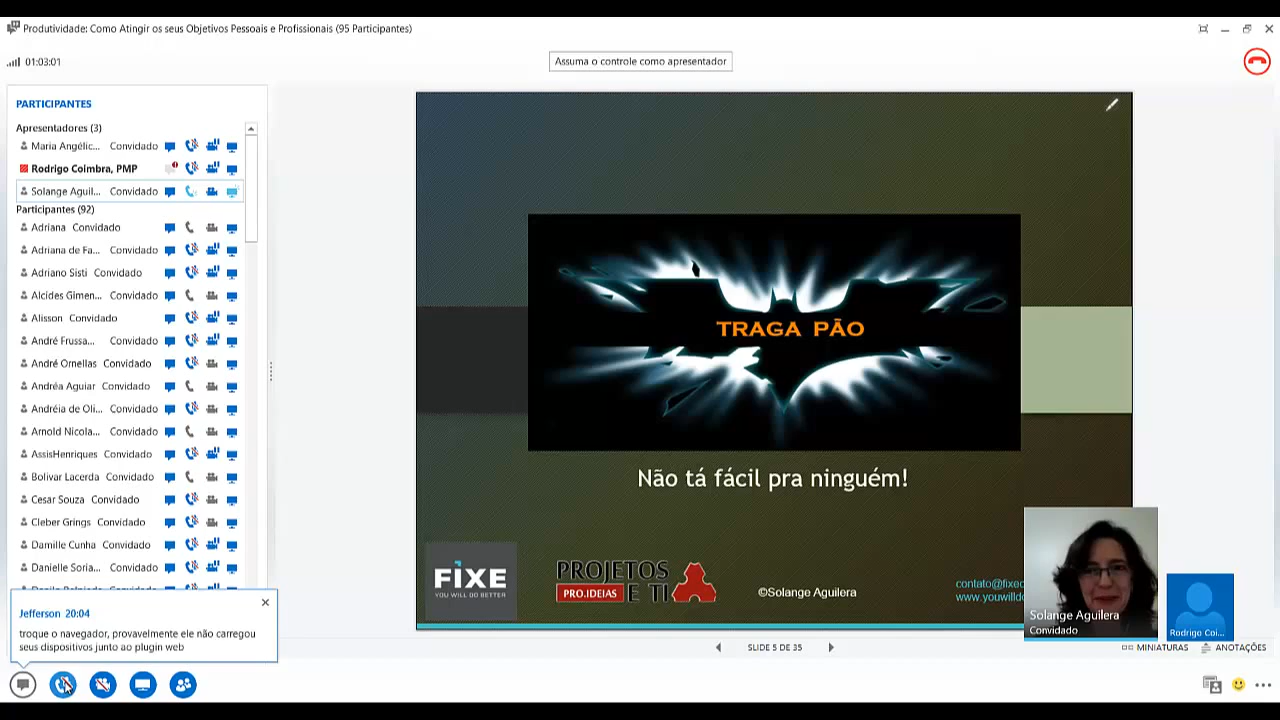 Produtividade: Como Atingir os seus Objetivos Pessoais e Profissionais (95 Participantes)
01:03:01
Assuma o controle como apresentador
PARTICIPANTES
Apresentadores (3)
Maria Angélic... Convidado
Rodrigo Coimbra, PMP
Solange Aguil... Convidado
Participantes (92)
Adriana Convidado
Adriana de Fa... Convidado
Adriano Sisti Convidado
Alcides Gimen... Convidado
Alisson Convidado
André Frussa... Convidado
André Ornellas Convidado
Andréa Aguiar Convidado
Andréia de Oli... Convidado
Arnold Nicola... Convidado
AssisHenriques Convidado
Bolivar Lacerda Convidado
Cesar Souza Convidado
Cleber Grings Convidado
Damille Cunha Convidado
Danielle Soria... Convidado
Jefferson 20:04
troque o navegador, provavelmente ele não carregou
seus dispositivos junto ao plugin web
TRAGA PÃO
Não tá fácil pra ninguém!
FIXE
YOU WILL DO BETTER
PROJETOS
PRO.IDEIAS E TI
©Solange Aguilera
contato@fixec
www.youwilldo
Solange Aguilera
Convidado
Rodrigo Coi...
SLIDE 5 DE 35
MINIATURAS
ANOTAÇÕES